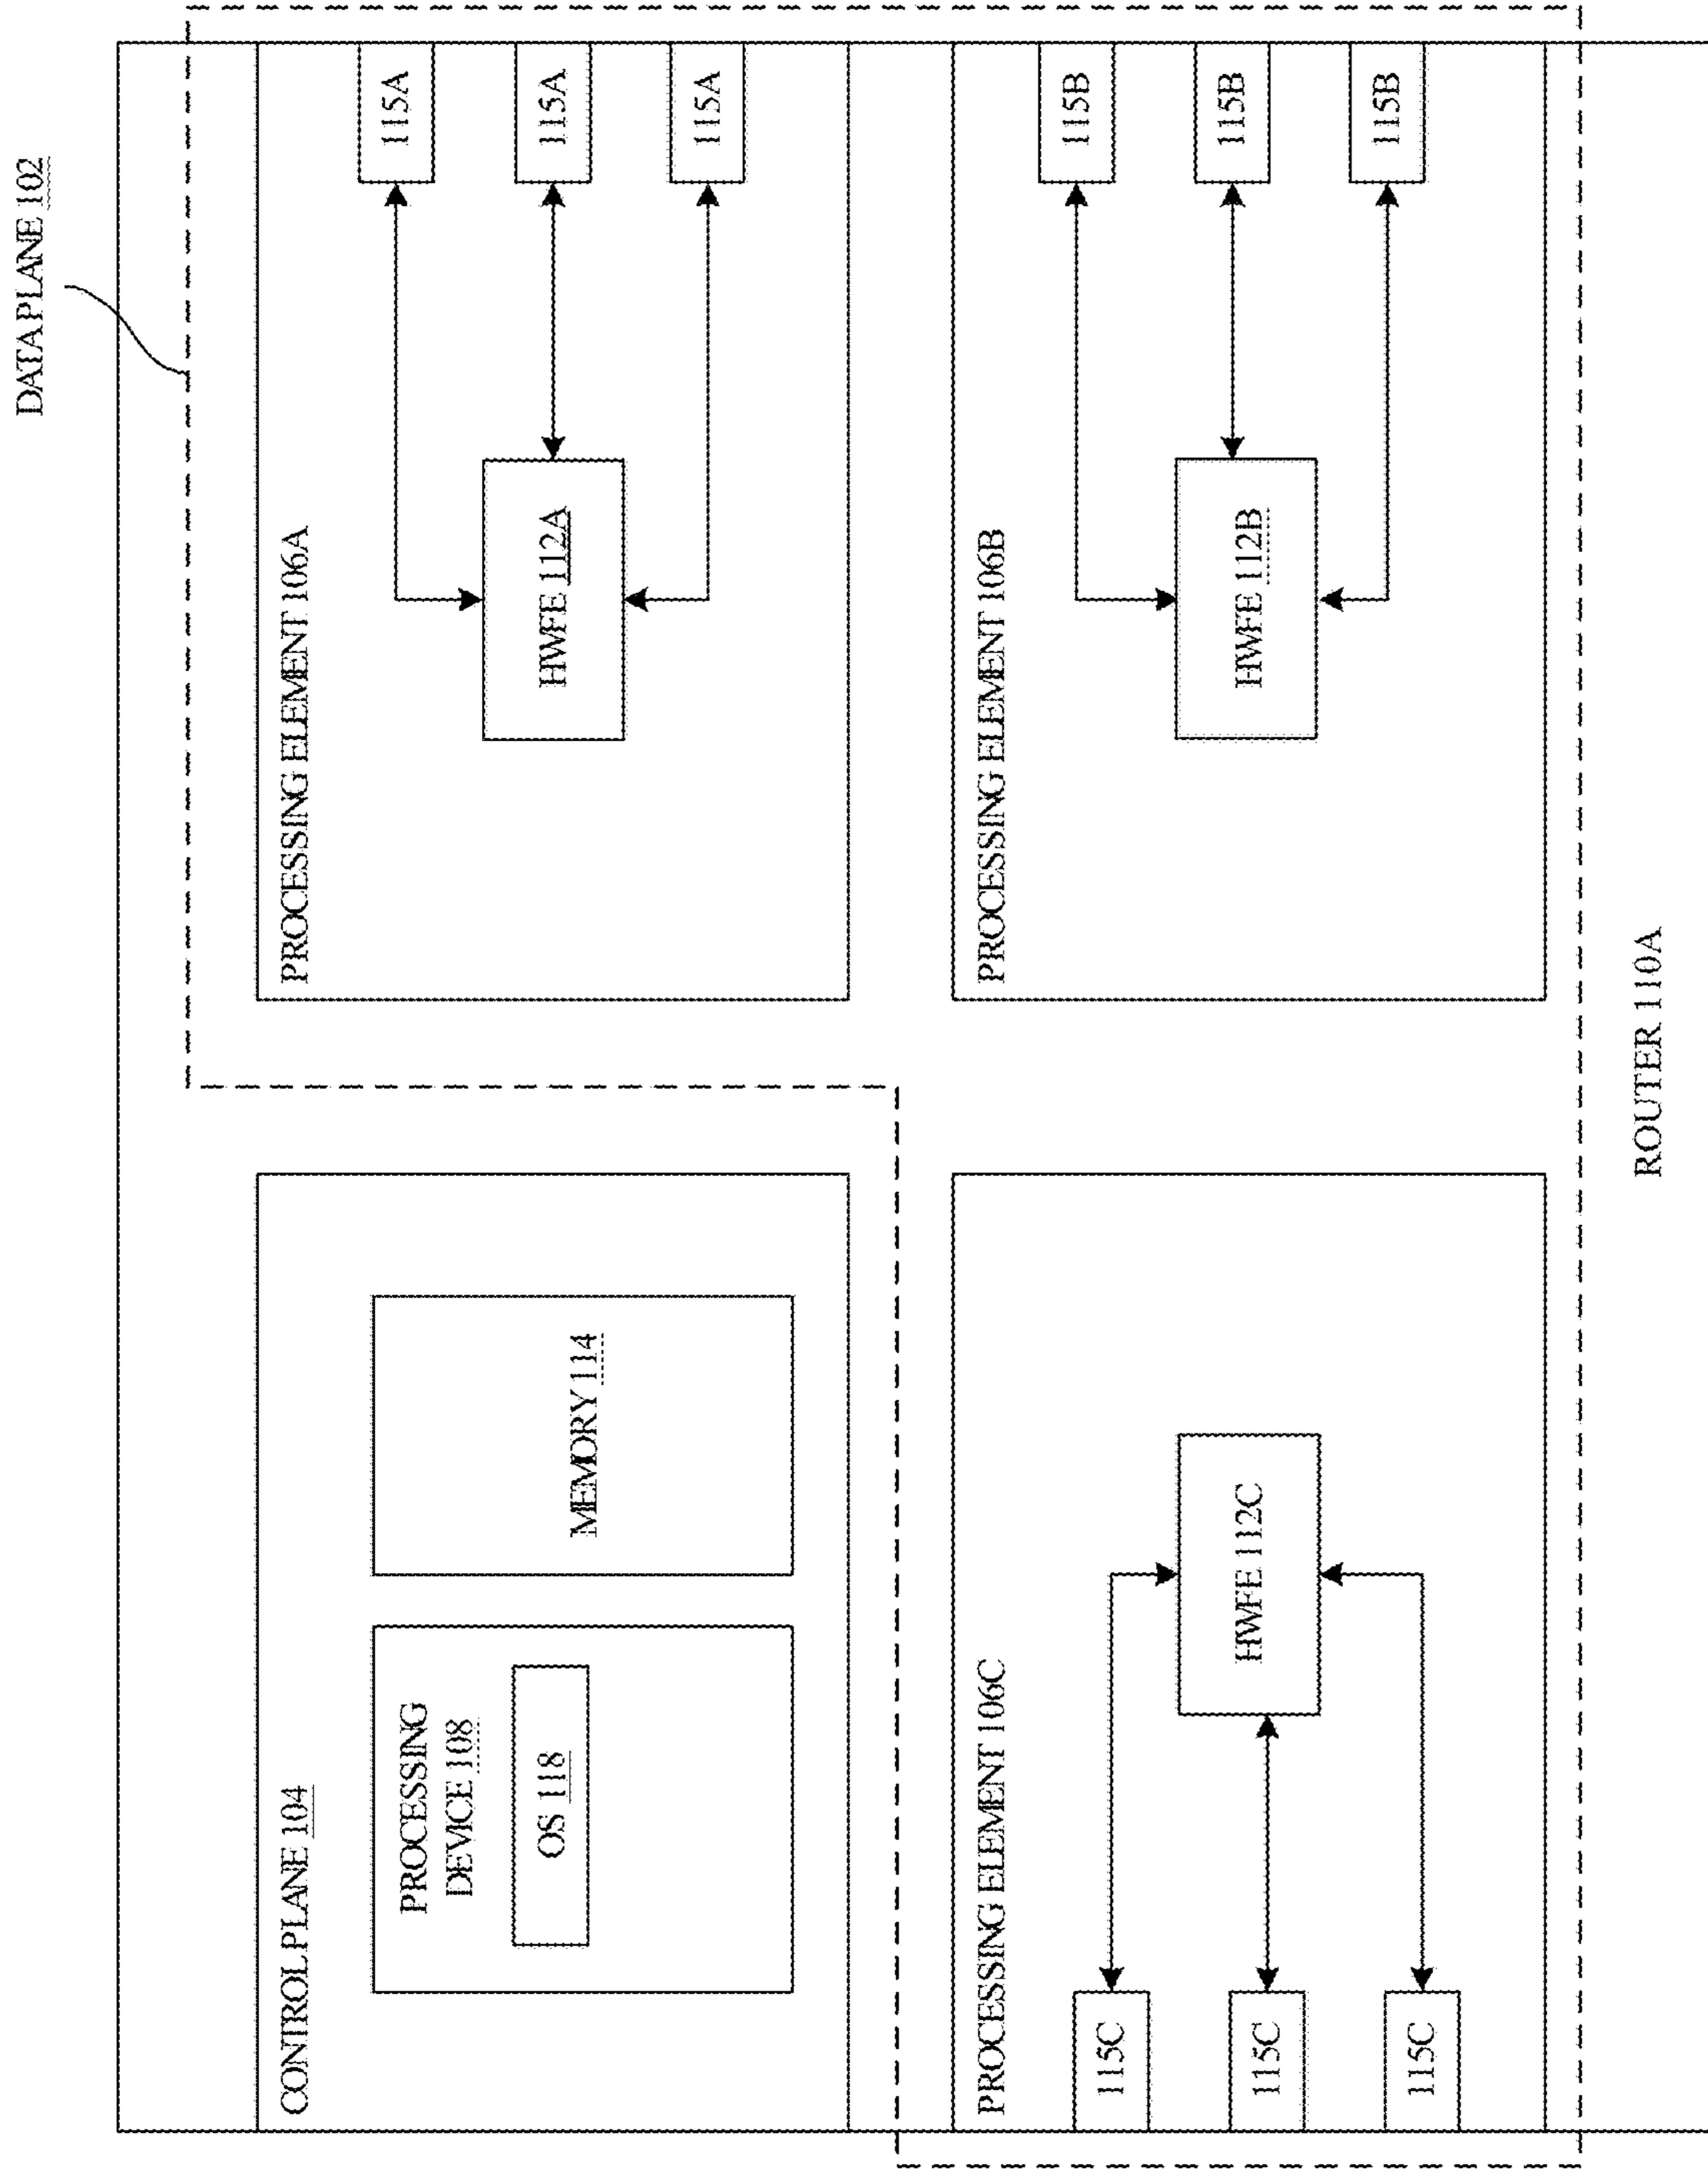 DATA PLANE 102
CONTROL PLANE 104
PROCESSING
DEVICE 108
OS 118
MEMORY 114
PROCESSING ELEMENT 106A
HWFE 112A
115A
115A
115A
PROCESSING ELEMENT 106C
115C
115C
115C
HWFE 112C
PROCESSING ELEMENT 106B
HWFE 112B
115B
115B
115B
ROUTER 110A